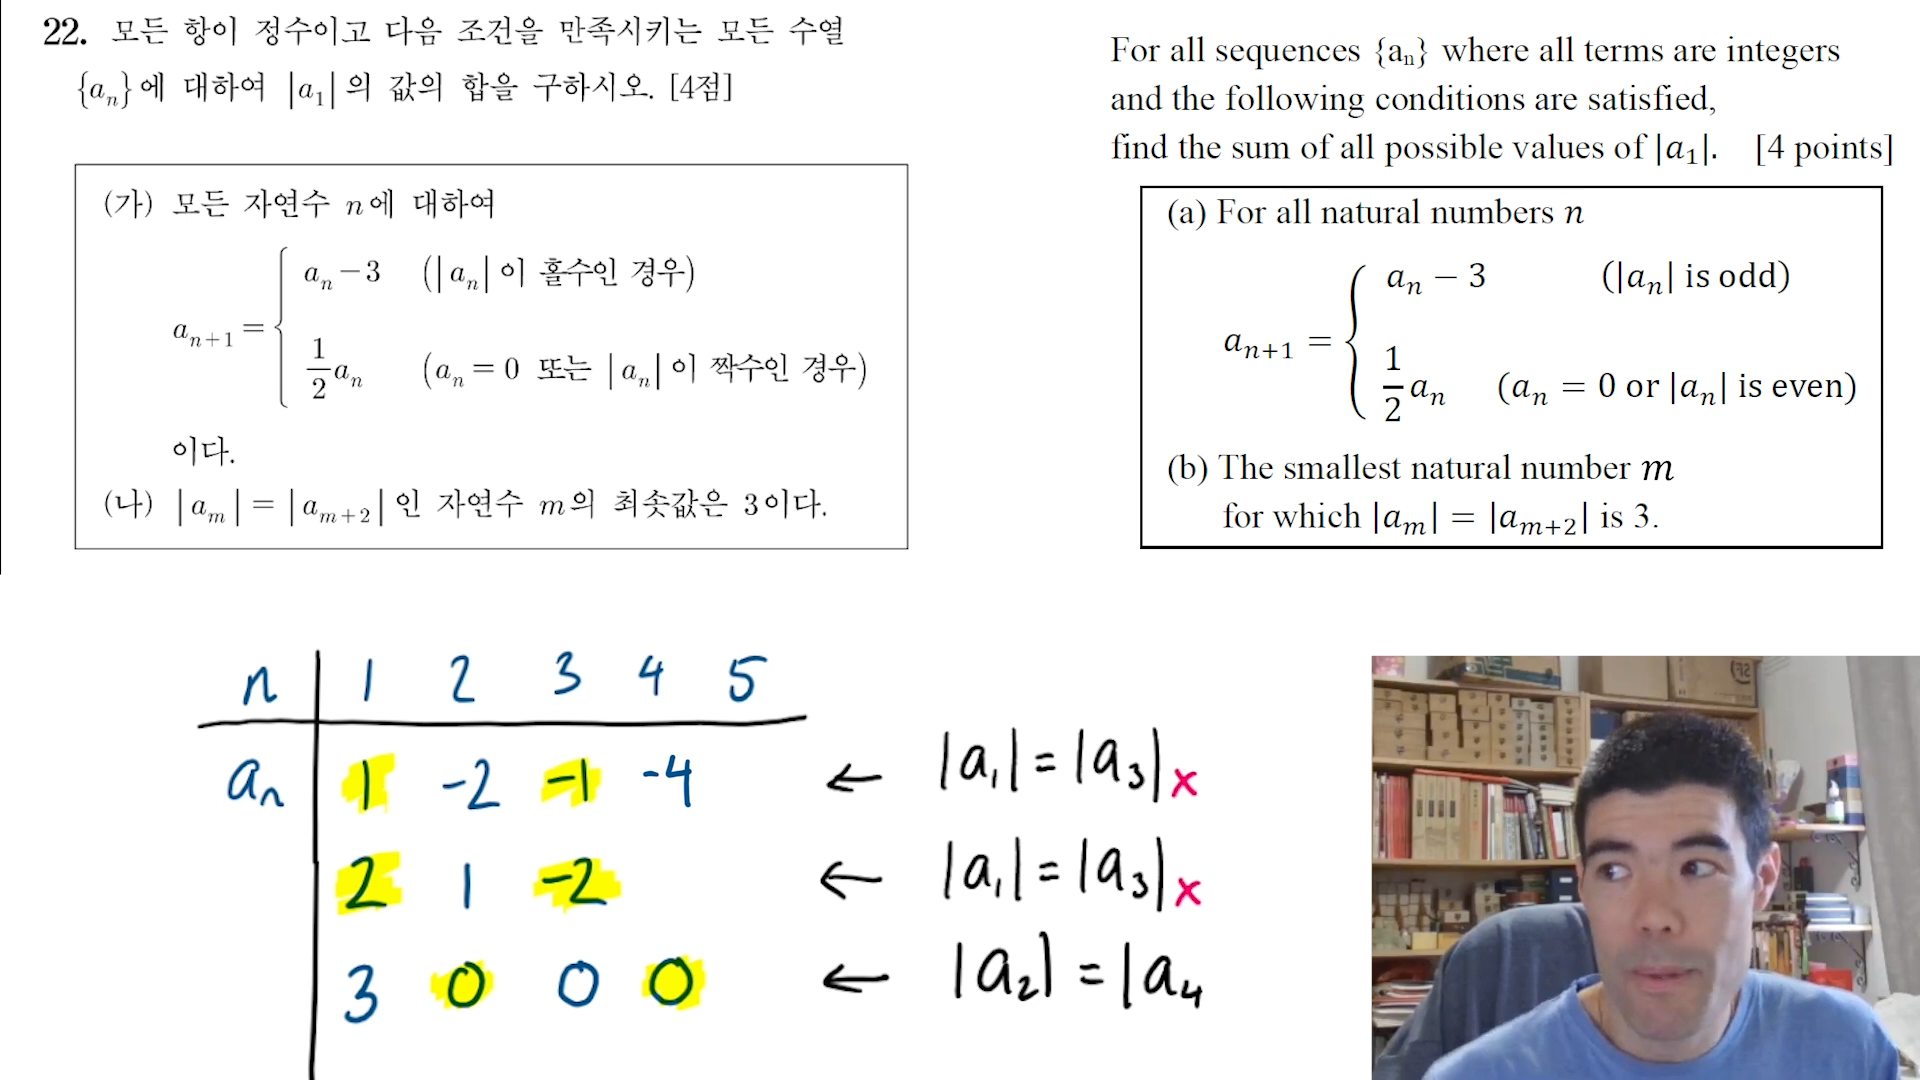 22. 모든 항이 정수이고 다음 조건을 만족시키는 모든 수열
{aₙ}에 대하여 |a₁|의 값의 합을 구하시오. [4점]
(가) 모든 자연수 n에 대하여
aₙ₊₁ = { aₙ − 3 (|aₙ|이 홀수인 경우)
1/2 aₙ (aₙ = 0 또는 |aₙ|이 짝수인 경우)
이다.
(나) |aₘ| = |aₘ₊₂|인 자연수 m의 최솟값은 3이다.
For all sequences {aₙ} where all terms are integers
and the following conditions are satisfied,
find the sum of all possible values of |a₁|. [4 points]
(a) For all natural numbers n
aₙ₊₁ = { aₙ − 3 (|aₙ| is odd)
1/2 aₙ (aₙ = 0 or |aₙ| is even)
(b) The smallest natural number m
for which |aₘ| = |aₘ₊₂| is 3.
n 1 2 3 4 5
aₙ 1 -2 -1 -4 ← |a₁| = |a₃| x
2 1 -2 ← |a₁| = |a₃| x
3 0 0 0 ← |a₂| = |a₄